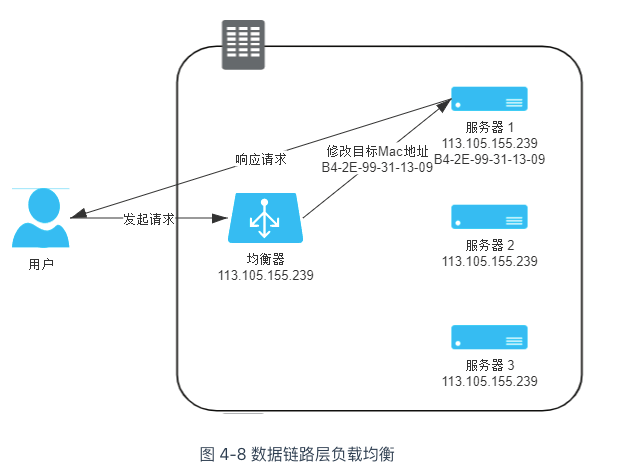 服务器 1
113.105.155.239
B4-2E-99-31-13-09
修改目标Mac地址
B4-2E-99-31-13-09
响应请求
发起请求
用户
均衡器
113.105.155.239
服务器 2
113.105.155.239
服务器 3
113.105.155.239
图 4-8 数据链路层负载均衡